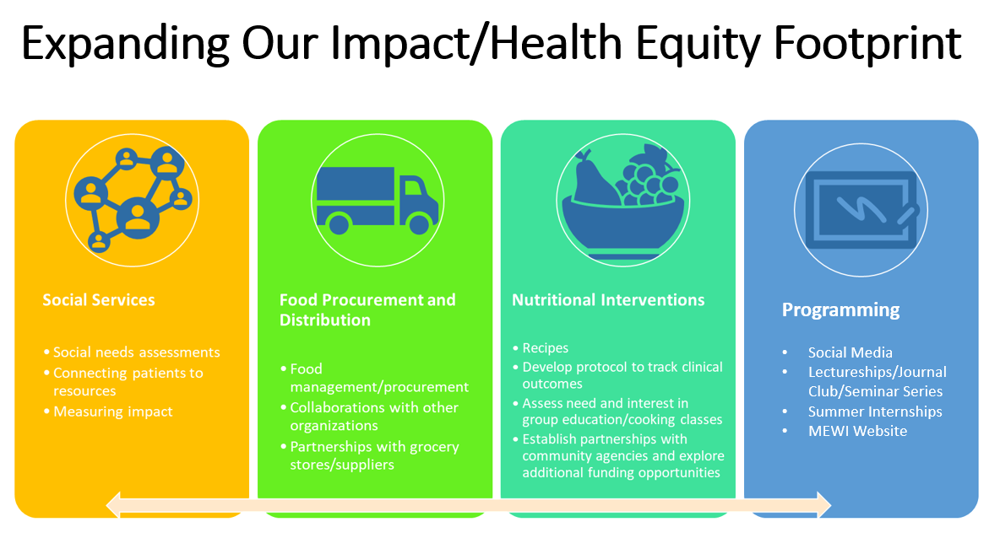 Expanding Our Impact/Health Equity Footprint
Social Services
• Social needs assessments
• Connecting patients to
resources
• Measuring impact
Food Procurement and
Distribution
• Food
management/procurement
• Collaborations with other
organizations
• Partnerships with grocery
stores/suppliers
Nutritional Interventions
• Recipes
• Develop protocol to track clinical
outcomes
• Assess need and interest in
group education/cooking classes
• Establish partnerships with
community agencies and explore
additional funding opportunities
Programming
• Social Media
• Lectureships/Journal
Club/Seminar Series
• Summer Internships
• MEWI Website